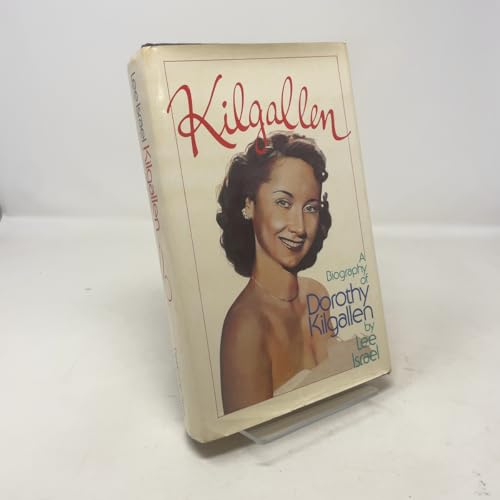 Lee Israel Kilgallen
Kilgallen
A
Biography
of
Dorothy
Kilgallen
by
Lee
Israel